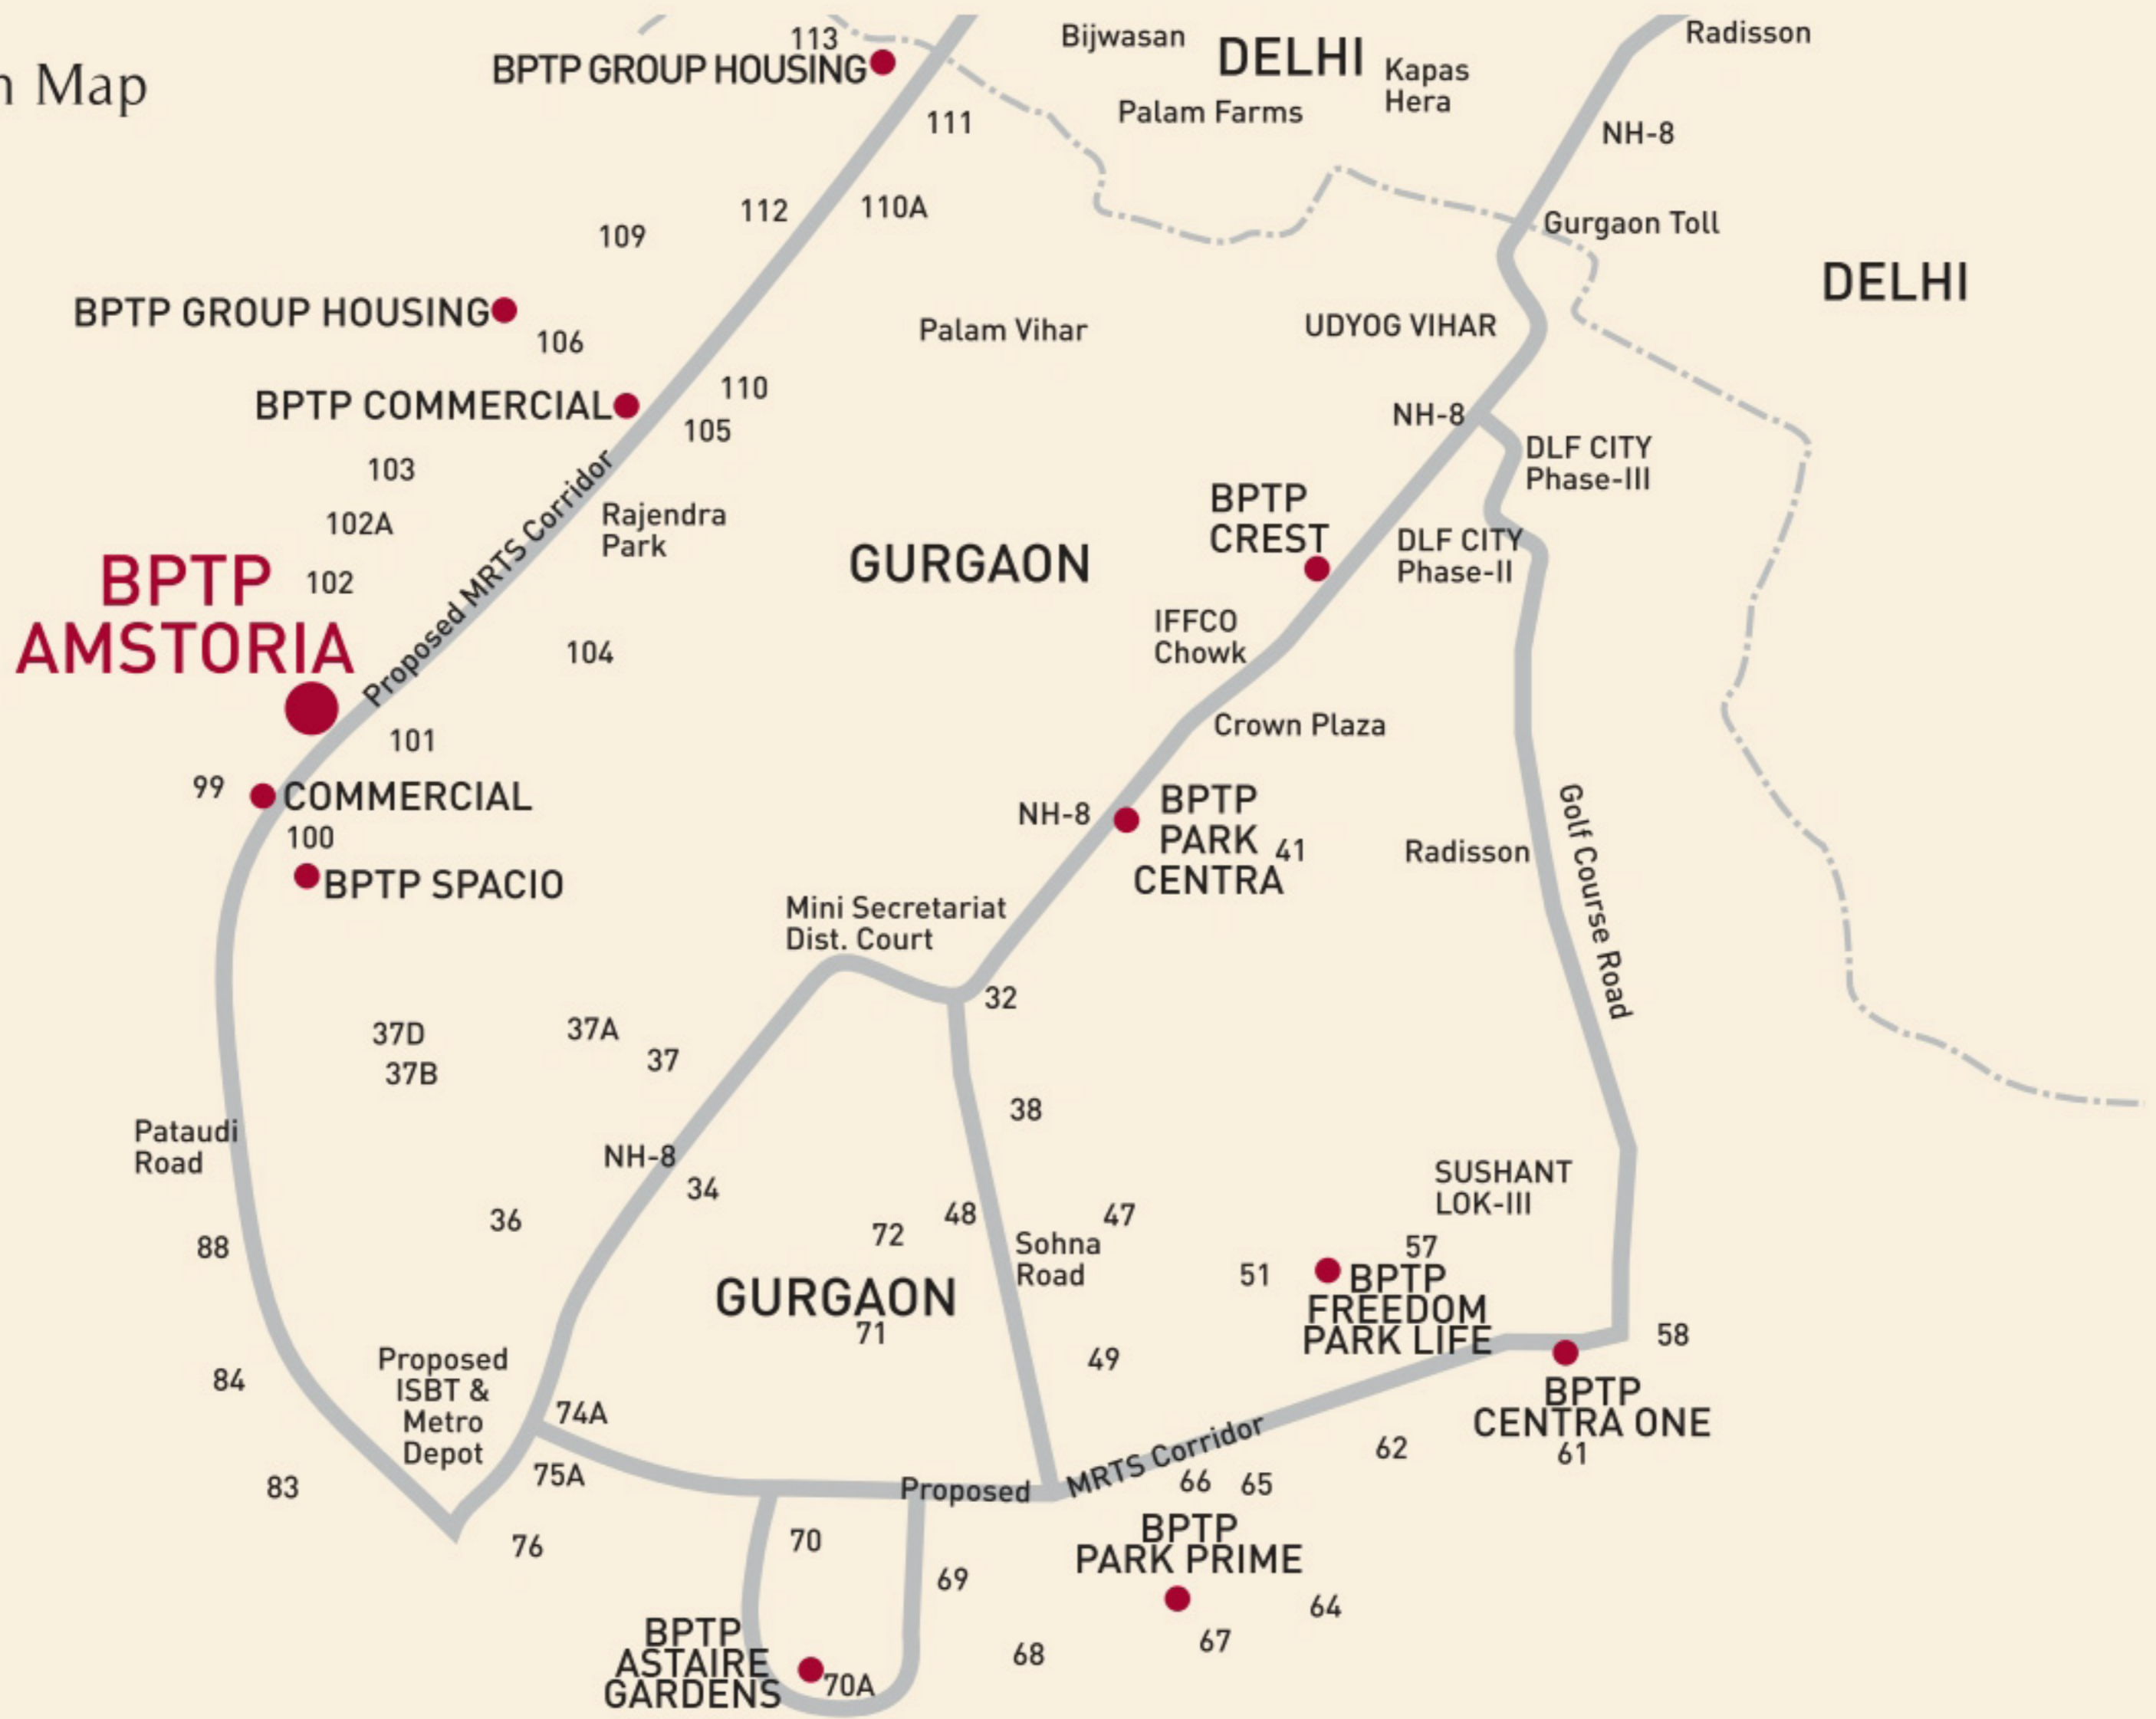 n Map
113
BPTP GROUP HOUSING
Bijwasan
DELHI
Kapas
Hera
Radisson
Palam Farms
111
NH-8
112
110A
109
Gurgaon Toll
DELHI
BPTP GROUP HOUSING
106
Palam Vihar
UDYOG VIHAR
110
BPTP COMMERCIAL
105
NH-8
DLF CITY
Phase-III
103
Proposed MRTS Corridor
102A
Rajendra
Park
BPTP
CREST
DLF CITY
Phase-II
GURGAON
BPTP
AMSTORIA
102
104
IFFCO
Chowk
101
Crown Plaza
99
COMMERCIAL
100
BPTP SPACIO
NH-8
BPTP
PARK
CENTRA
41
Radisson
Golf Course Road
Mini Secretariat
Dist. Court
32
37D
37B
37A
37
38
Pataudi
Road
NH-8
34
36
88
72
48
47
Sohna
Road
SUSHANT
LOK-III
57
51
BPTP
FREEDOM
PARK LIFE
GURGAON
71
49
58
84
Proposed
ISBT &
Metro
Depot
74A
75A
BPTP
CENTRA ONE
61
62
83
Proposed
MRTS Corridor
66
65
76
70
69
BPTP
PARK PRIME
64
67
68
BPTP
ASTAIRE
GARDENS
70A